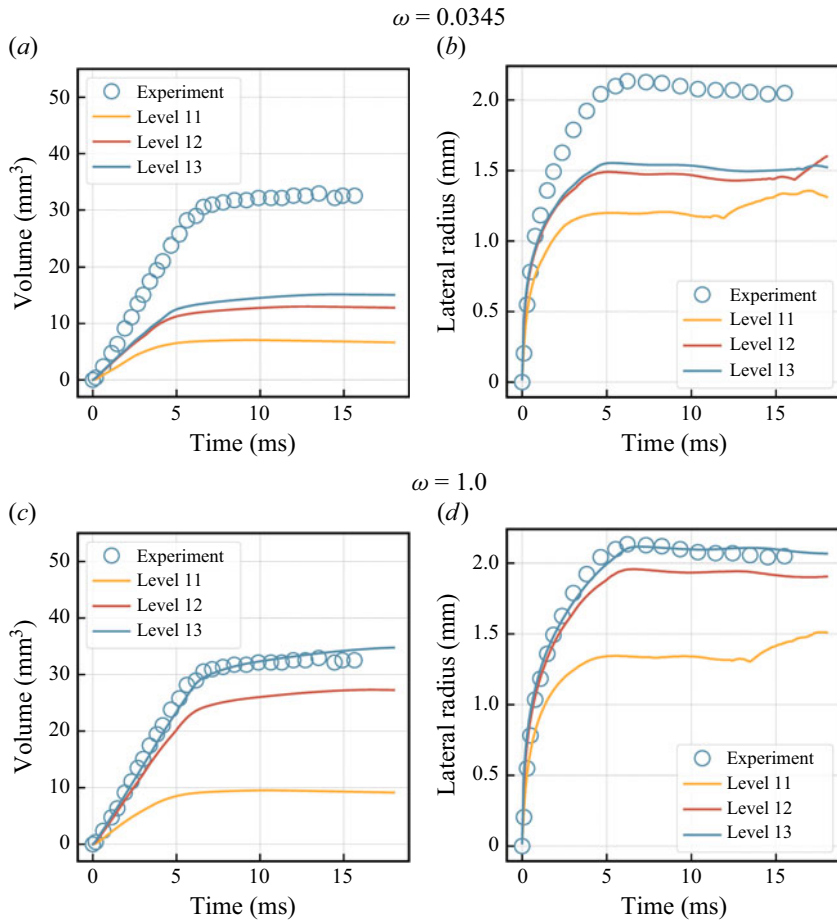 ω = 0.0345
(a)
(b)
50
40
30
20
10
0
Volume (mm³)
Experiment
Level 11
Level 12
Level 13
0
5
10
15
Time (ms)
2.0
1.5
1.0
0.5
0
Lateral radius (mm)
Experiment
Level 11
Level 12
Level 13
0
5
10
15
Time (ms)
ω = 1.0
(c)
(d)
50
40
30
20
10
0
Volume (mm³)
Experiment
Level 11
Level 12
Level 13
0
5
10
15
Time (ms)
2.0
1.5
1.0
0.5
0
Lateral radius (mm)
Experiment
Level 11
Level 12
Level 13
0
5
10
15
Time (ms)